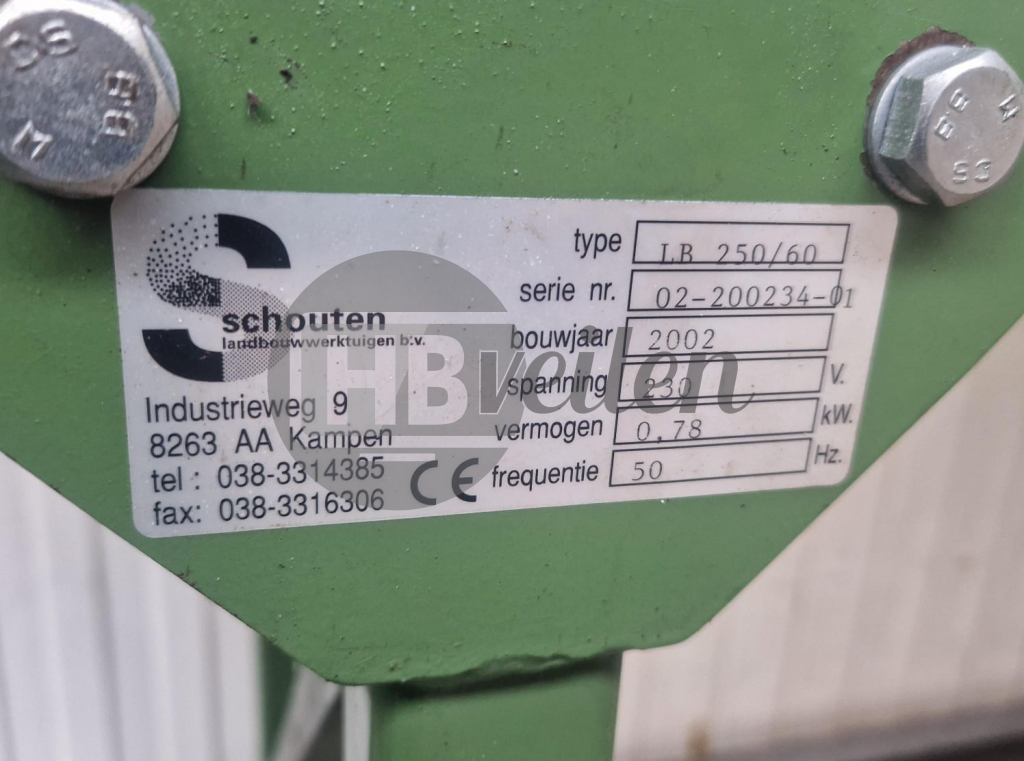 schouten
landbouwwerktuigen b.v.
Industrieweg 9
8263 AA Kampen
tel : 038-3314385
fax: 038-3316306
CE
type LB 250/60
serie nr. 02-200234-01
bouwjaar 2002
spanning 230 V.
vermogen 0,78 kW.
frequentie 50 Hz.
HBveilen
M 8.8
M 8.8